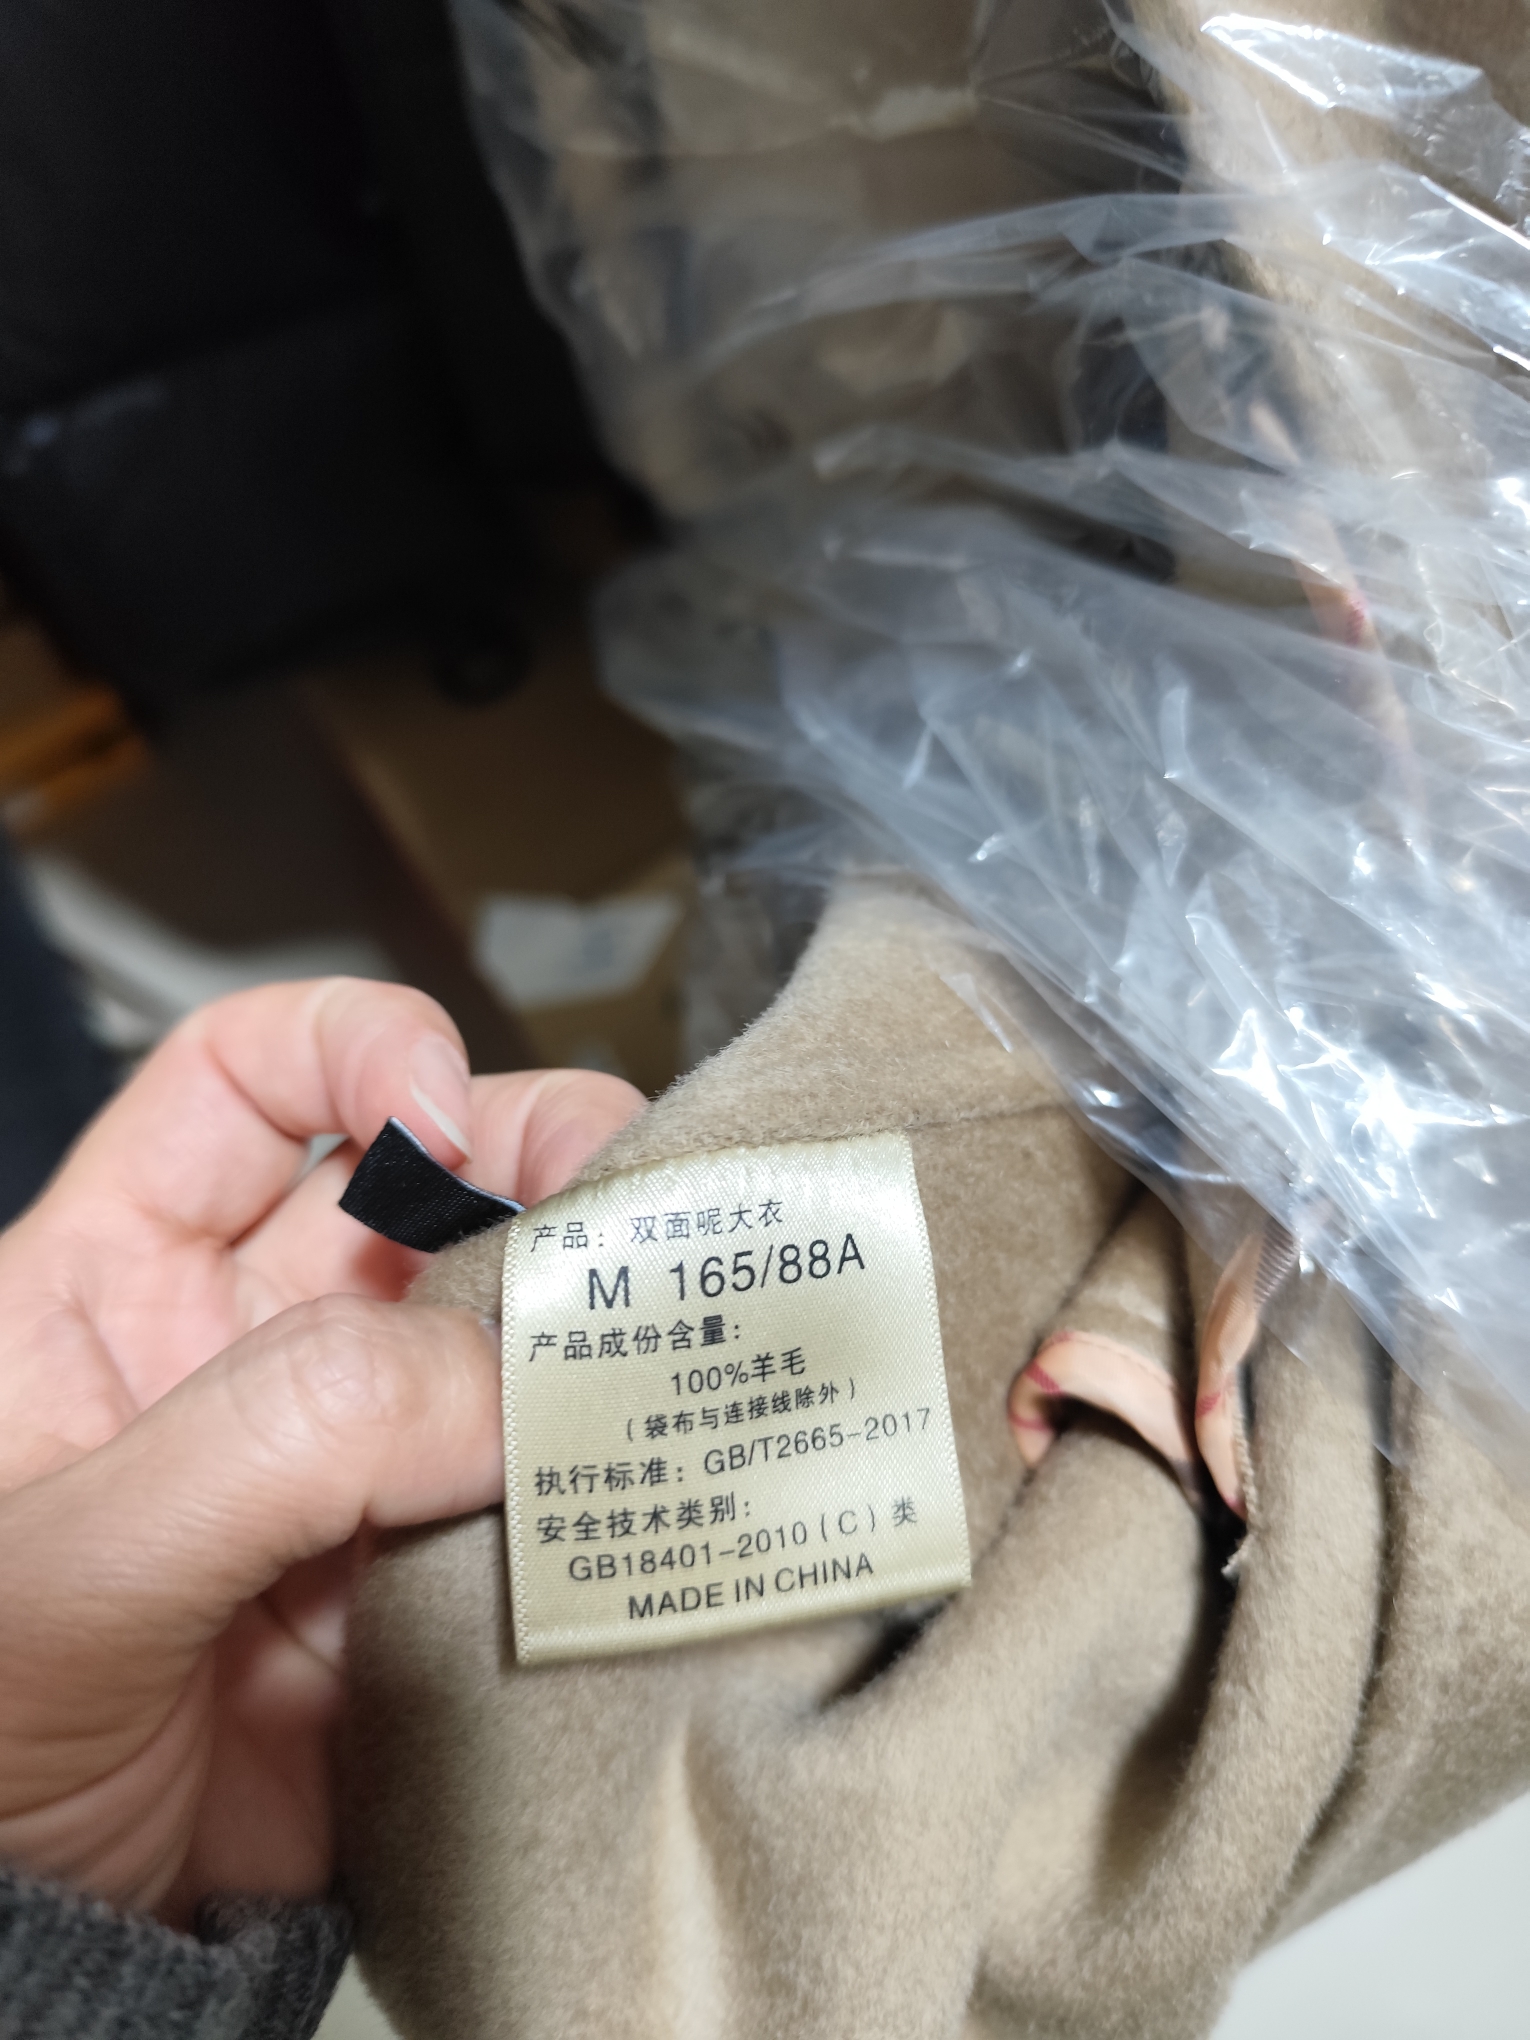 产品：双面呢大衣
M 165/88A
产品成份含量：
100%羊毛
（袋布与连接线除外）
执行标准：GB/T2665-2017
安全技术类别：
GB18401-2010（C）类
MADE IN CHINA